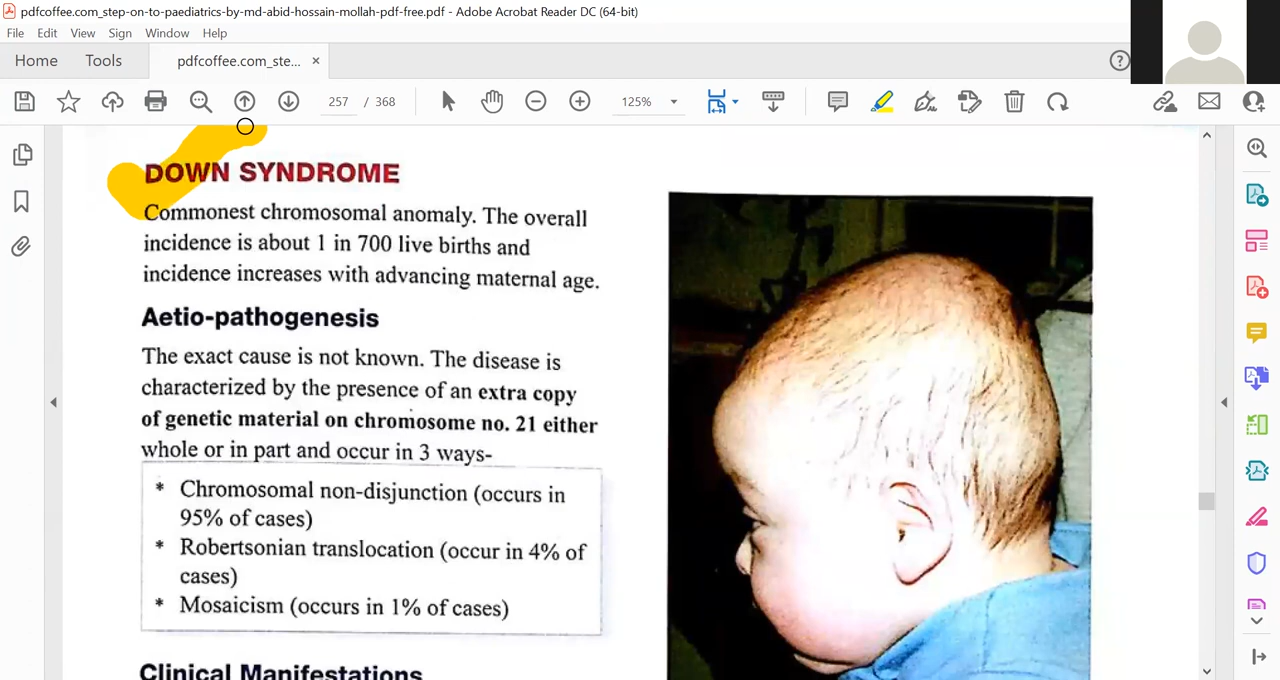 pdfcoffee.com_step-on-to-paediatrics-by-md-abid-hossain-mollah-pdf-free.pdf - Adobe Acrobat Reader DC (64-bit)
File Edit View Sign Window Help
Home Tools pdfcoffee.com_ste... ×
257 / 368 125%
DOWN SYNDROME
Commonest chromosomal anomaly. The overall
incidence is about 1 in 700 live births and
incidence increases with advancing maternal age.
Aetio-pathogenesis
The exact cause is not known. The disease is
characterized by the presence of an extra copy
of genetic material on chromosome no. 21 either
whole or in part and occur in 3 ways-
* Chromosomal non-disjunction (occurs in
95% of cases)
* Robertsonian translocation (occur in 4% of
cases)
* Mosaicism (occurs in 1% of cases)
Clinical Manifestations